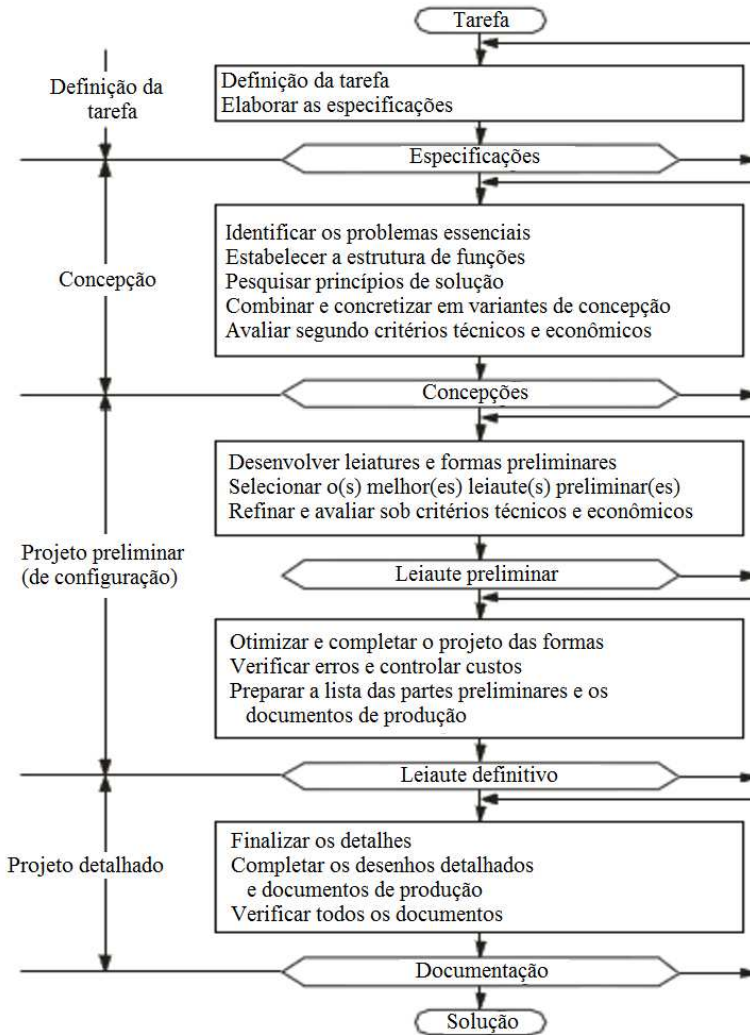 Tarefa
Definição da
tarefa
Definição da tarefa
Elaborar as especificações
Especificações
Concepção
Identificar os problemas essenciais
Estabelecer a estrutura de funções
Pesquisar princípios de solução
Combinar e concretizar em variantes de concepção
Avaliar segundo critérios técnicos e econômicos
Concepções
Projeto preliminar
(de configuração)
Desenvolver leiatures e formas preliminares
Selecionar o(s) melhor(es) leiaute(s) preliminar(es)
Refinar e avaliar sob critérios técnicos e econômicos
Leiaute preliminar
Otimizar e completar o projeto das formas
Verificar erros e controlar custos
Preparar a lista das partes preliminares e os
documentos de produção
Leiaute definitivo
Projeto detalhado
Finalizar os detalhes
Completar os desenhos detalhados
e documentos de produção
Verificar todos os documentos
Documentação
Solução